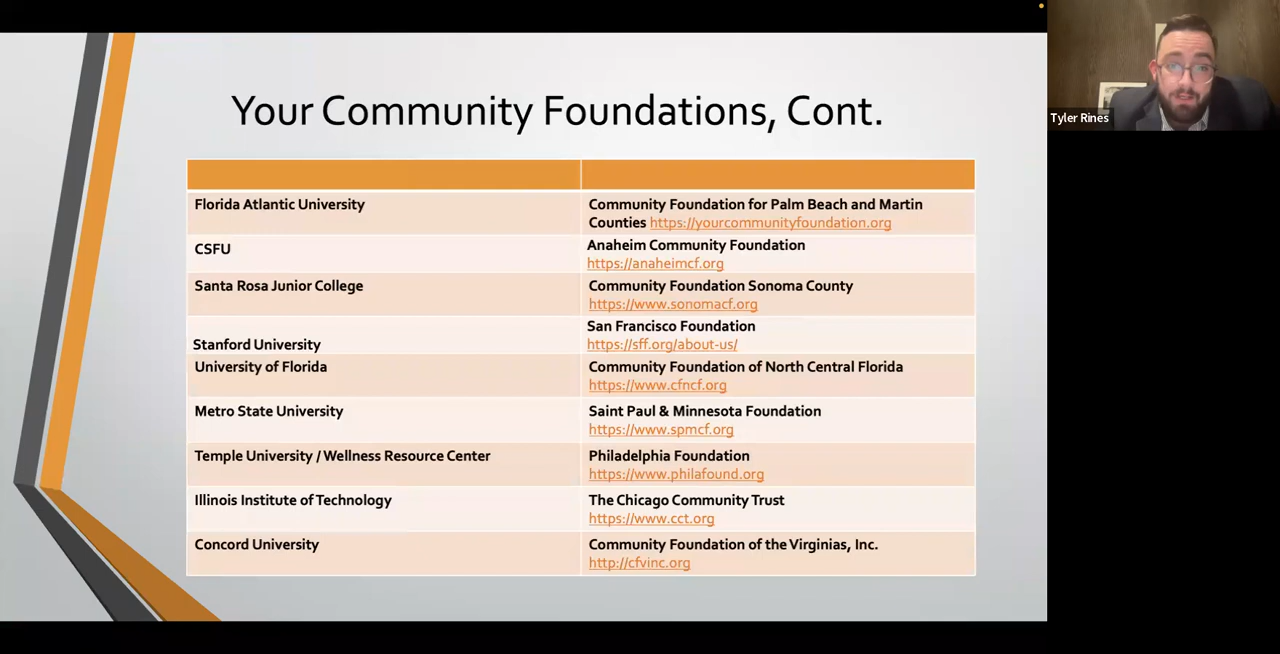 Your Community Foundations, Cont.
Tyler Rines
Florida Atlantic University
Community Foundation for Palm Beach and Martin
Counties https://yourcommunityfoundation.org
CSFU
Anaheim Community Foundation
https://anaheimcf.org
Santa Rosa Junior College
Community Foundation Sonoma County
https://www.sonomacf.org
Stanford University
San Francisco Foundation
https://sff.org/about-us/
University of Florida
Community Foundation of North Central Florida
https://www.cfncf.org
Metro State University
Saint Paul & Minnesota Foundation
https://www.spmcf.org
Temple University / Wellness Resource Center
Philadelphia Foundation
https://www.philafound.org
Illinois Institute of Technology
The Chicago Community Trust
https://www.cct.org
Concord University
Community Foundation of the Virginias, Inc.
http://cfvinc.org